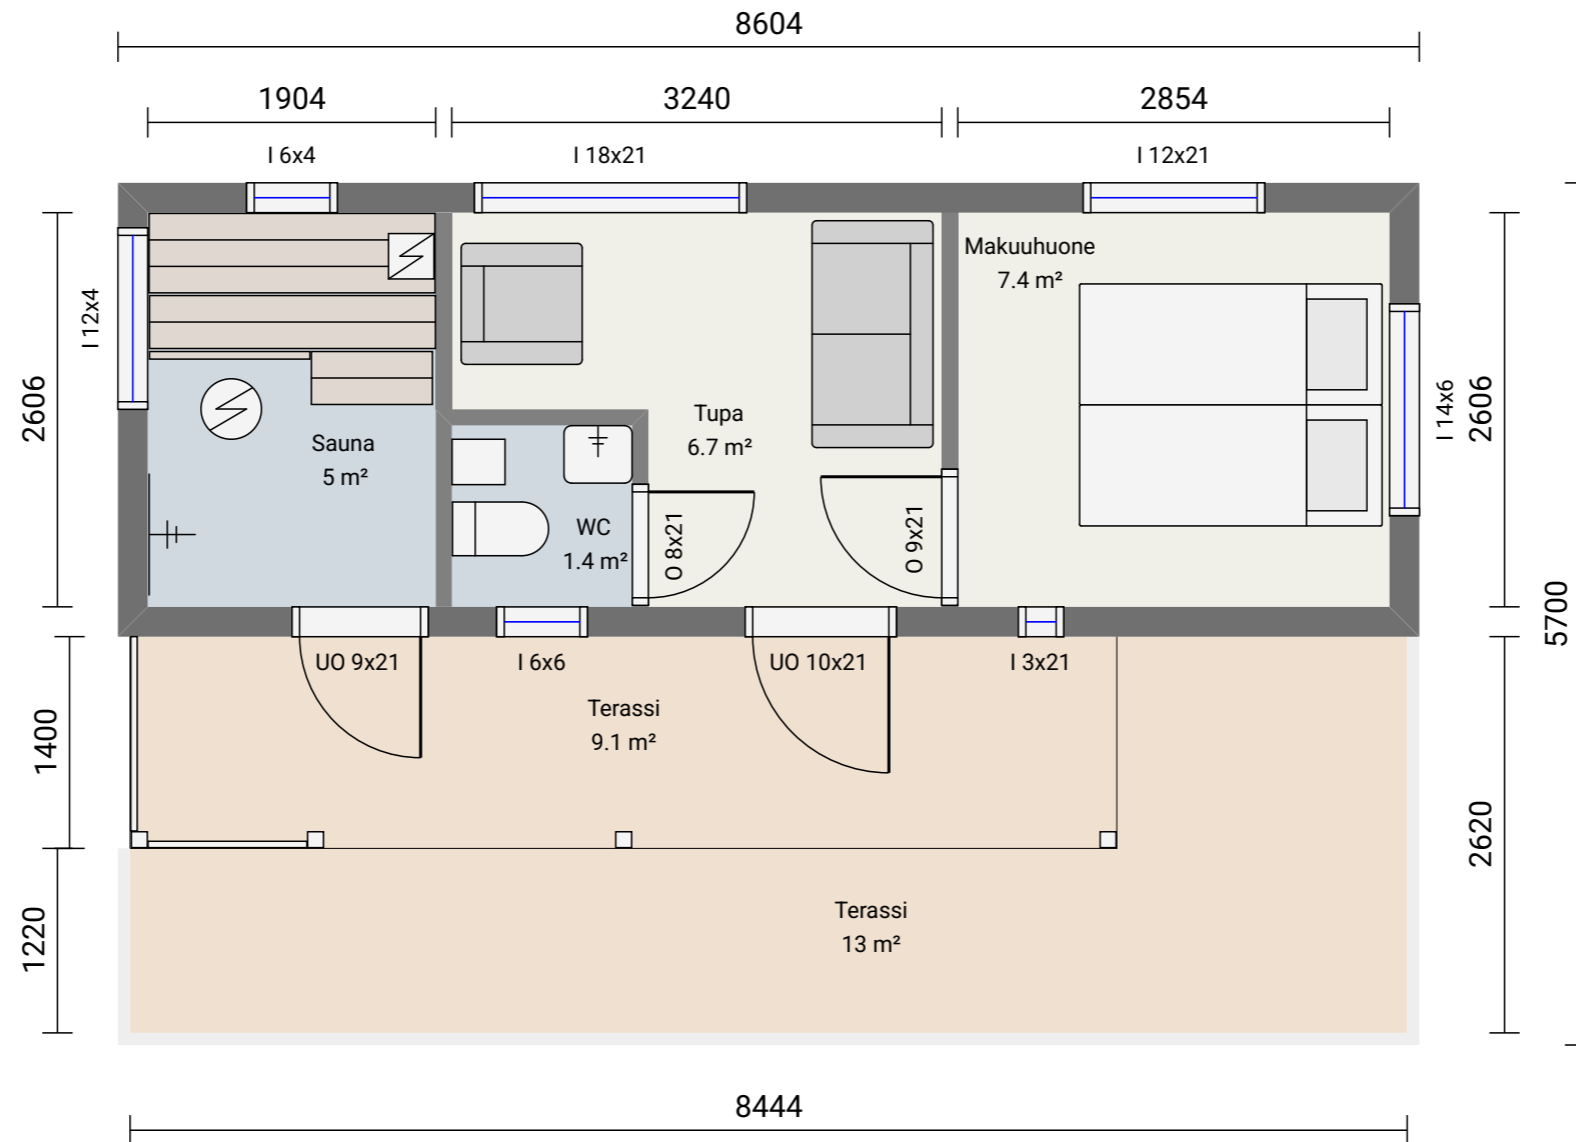 8604
1904
3240
2854
I 6x4
I 18x21
I 12x21
I 12x4
2606
Makuuhuone
7.4 m²
Tupa
6.7 m²
Sauna
5 m²
WC
1.4 m²
O 8x21
O 9x21
I 14x6
2606
5700
UO 9x21
I 6x6
UO 10x21
I 3x21
Terassi
9.1 m²
1400
2620
1220
Terassi
13 m²
8444